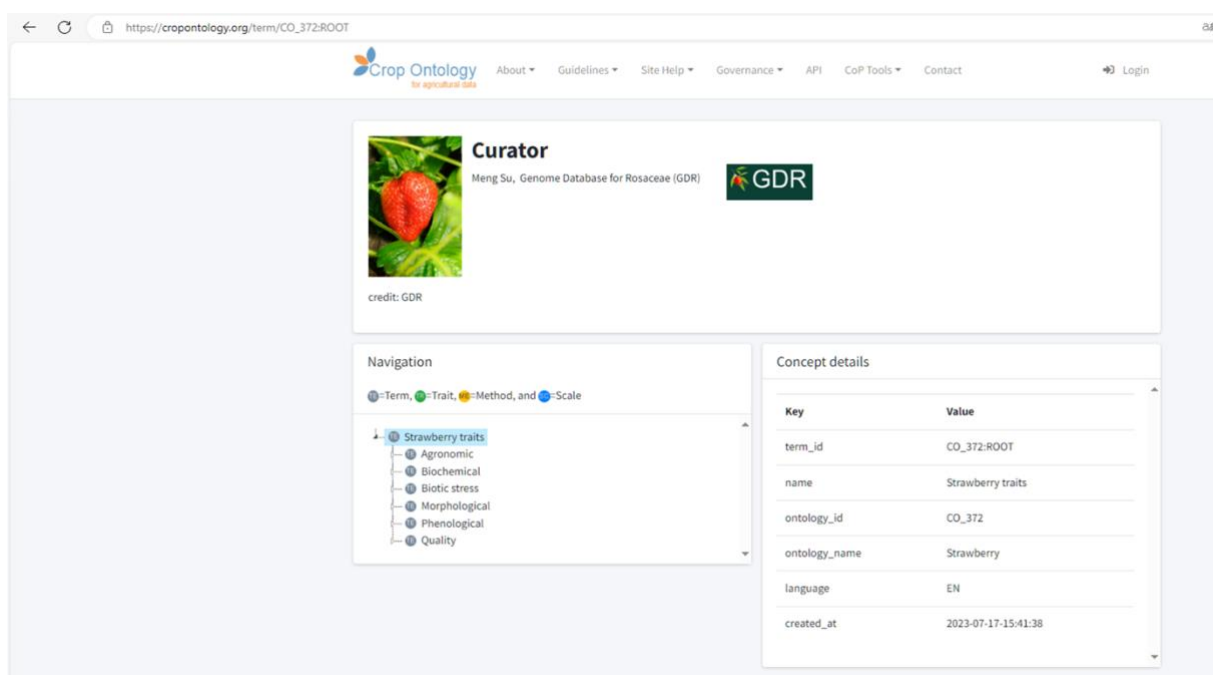 https://cropontology.org/term/CO_372:ROOT
Crop Ontology
for agricultural data
About
Guidelines
Site Help
Governance
API
CoP Tools
Contact
Login
Curator
Meng Su, Genome Database for Rosaceae (GDR)
GDR
credit: GDR
Navigation
=Term, =Trait, =Method, and =Scale
Strawberry traits
Agronomic
Biochemical
Biotic stress
Morphological
Phenological
Quality
Concept details
Key Value
term_id CO_372:ROOT
name Strawberry traits
ontology_id CO_372
ontology_name Strawberry
language EN
created_at 2023-07-17-15:41:38